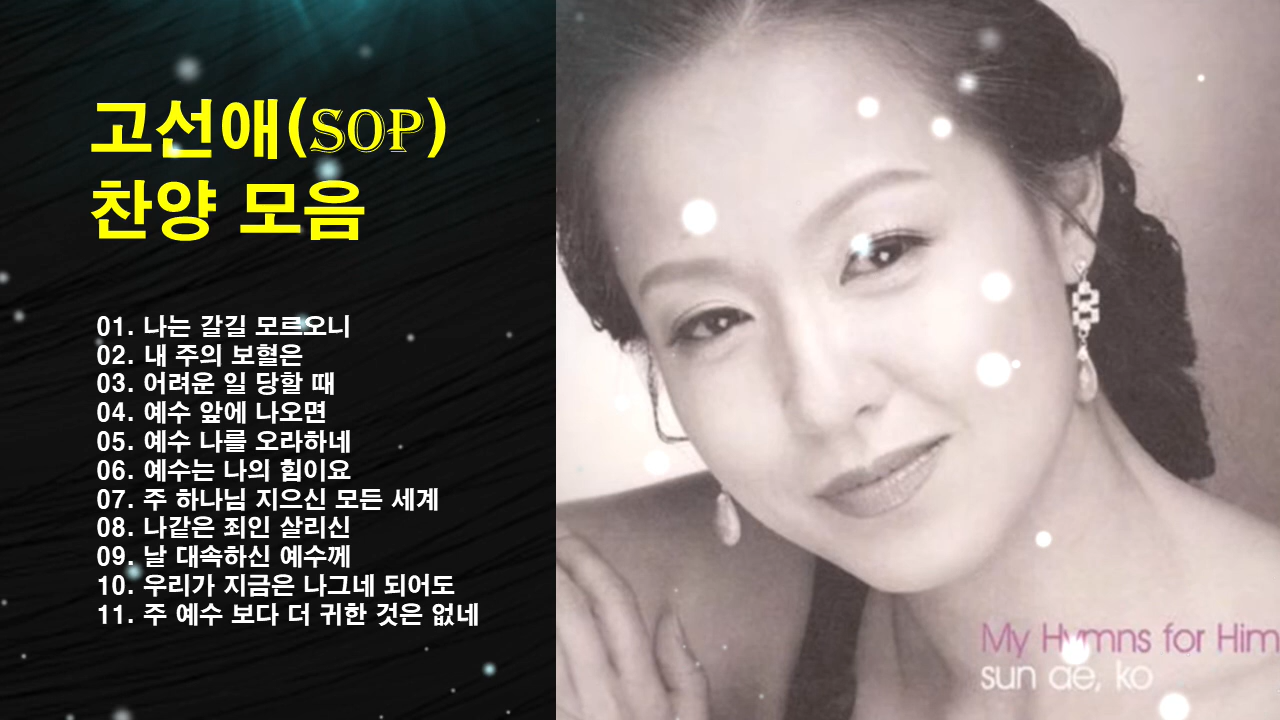 고선애(SOP)
찬양 모음
01. 나는 갈길 모르오니
02. 내 주의 보혈은
03. 어려운 일 당할 때
04. 예수 앞에 나오면
05. 예수 나를 오라하네
06. 예수는 나의 힘이요
07. 주 하나님 지으신 모든 세계
08. 나같은 죄인 살리신
09. 날 대속하신 예수께
10. 우리가 지금은 나그네 되어도
11. 주 예수 보다 더 귀한 것은 없네
My Hymns for Him
sun ae, ko